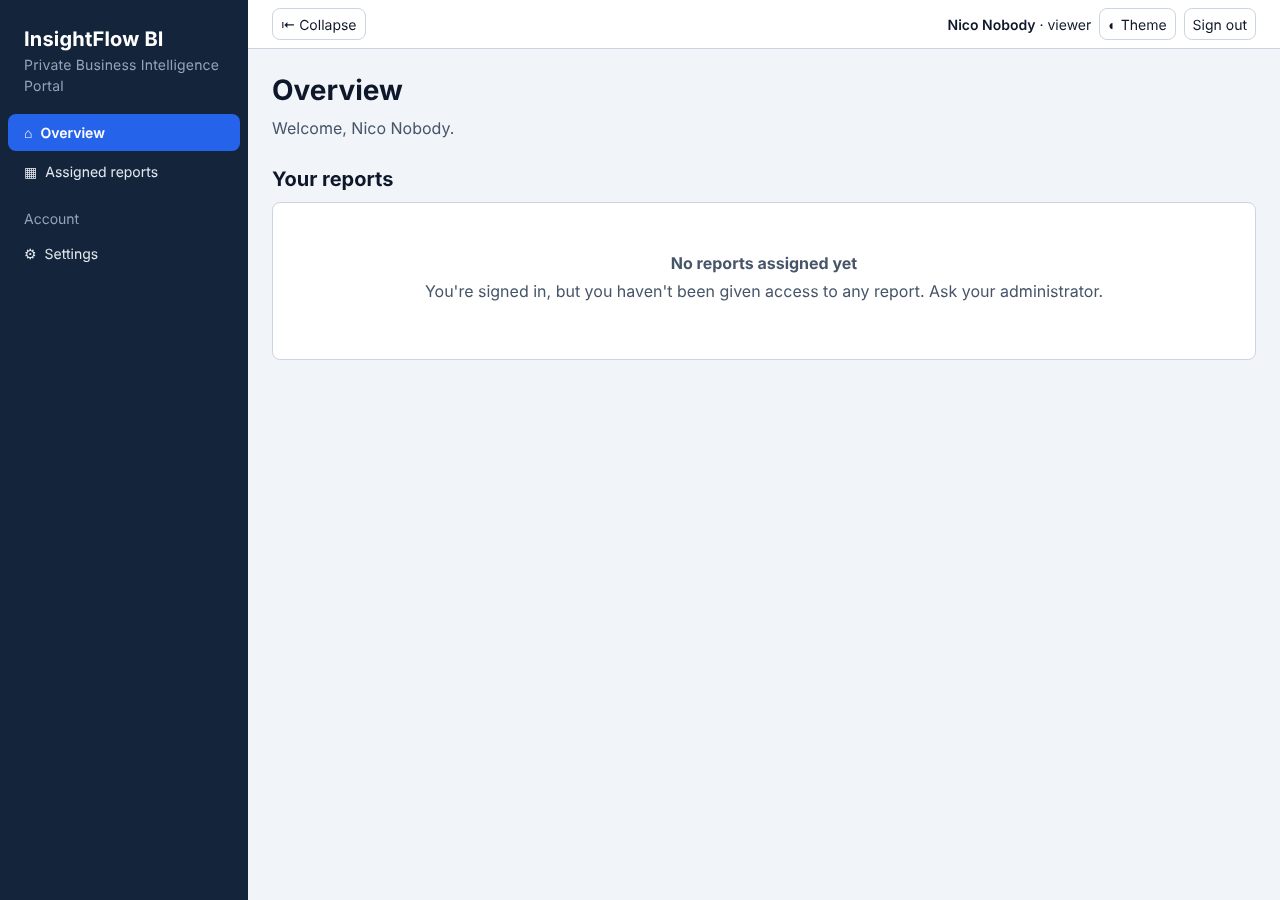 InsightFlow BI
Private Business Intelligence
Portal
Overview
Assigned reports
Account
Settings
Collapse
Nico Nobody · viewer
Theme
Sign out
Overview
Welcome, Nico Nobody.
Your reports
No reports assigned yet
You're signed in, but you haven't been given access to any report. Ask your administrator.